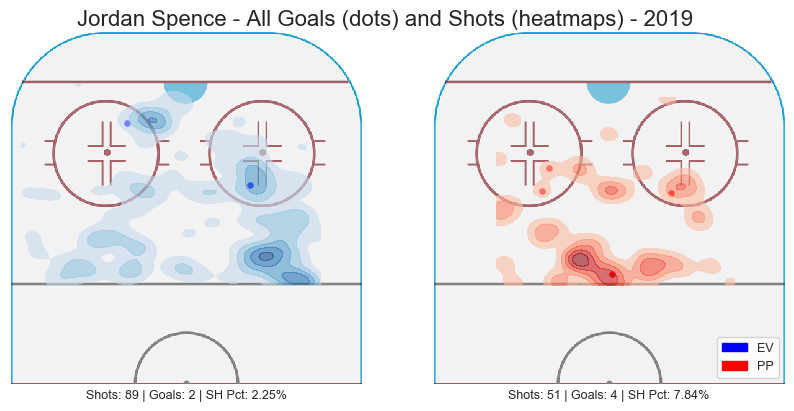 Jordan Spence - All Goals (dots) and Shots (heatmaps) - 2019
EV
PP
Shots: 89 | Goals: 2 | SH Pct: 2.25%
Shots: 51 | Goals: 4 | SH Pct: 7.84%